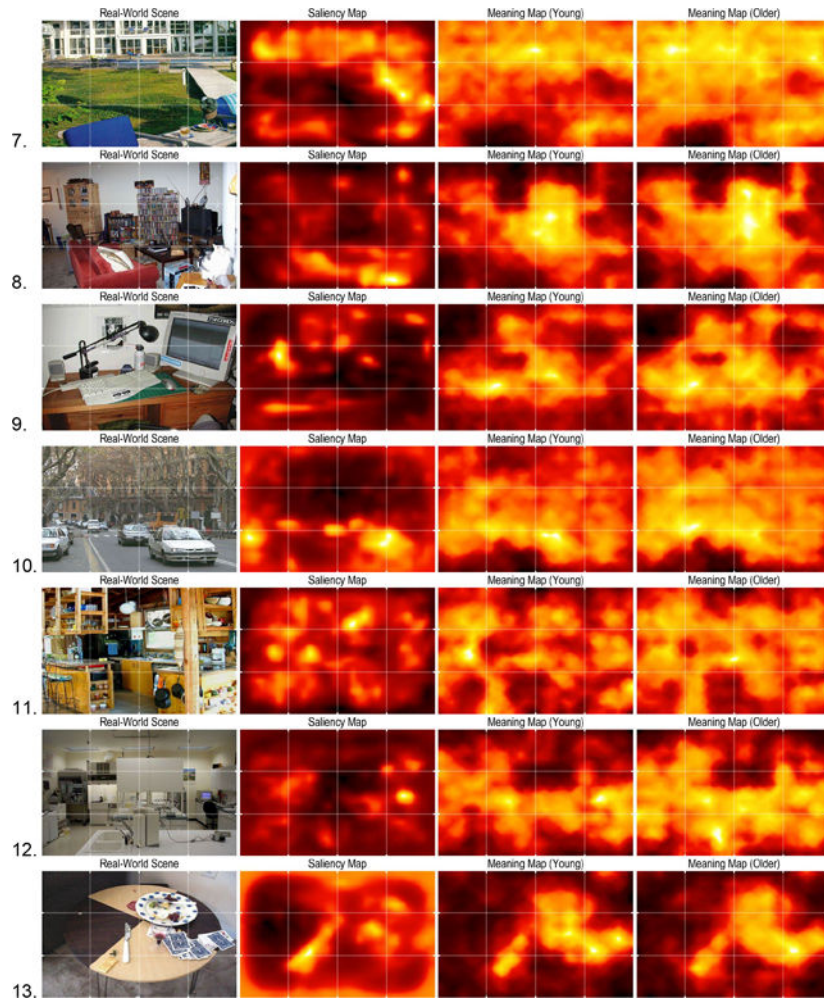 Real-World Scene Saliency Map Meaning Map (Young) Meaning Map (Older)
7.
Real-World Scene Saliency Map Meaning Map (Young) Meaning Map (Older)
8.
Real-World Scene Saliency Map Meaning Map (Young) Meaning Map (Older)
9.
Real-World Scene Saliency Map Meaning Map (Young) Meaning Map (Older)
10.
Real-World Scene Saliency Map Meaning Map (Young) Meaning Map (Older)
11.
Real-World Scene Saliency Map Meaning Map (Young) Meaning Map (Older)
12.
Real-World Scene Saliency Map Meaning Map (Young) Meaning Map (Older)
13.